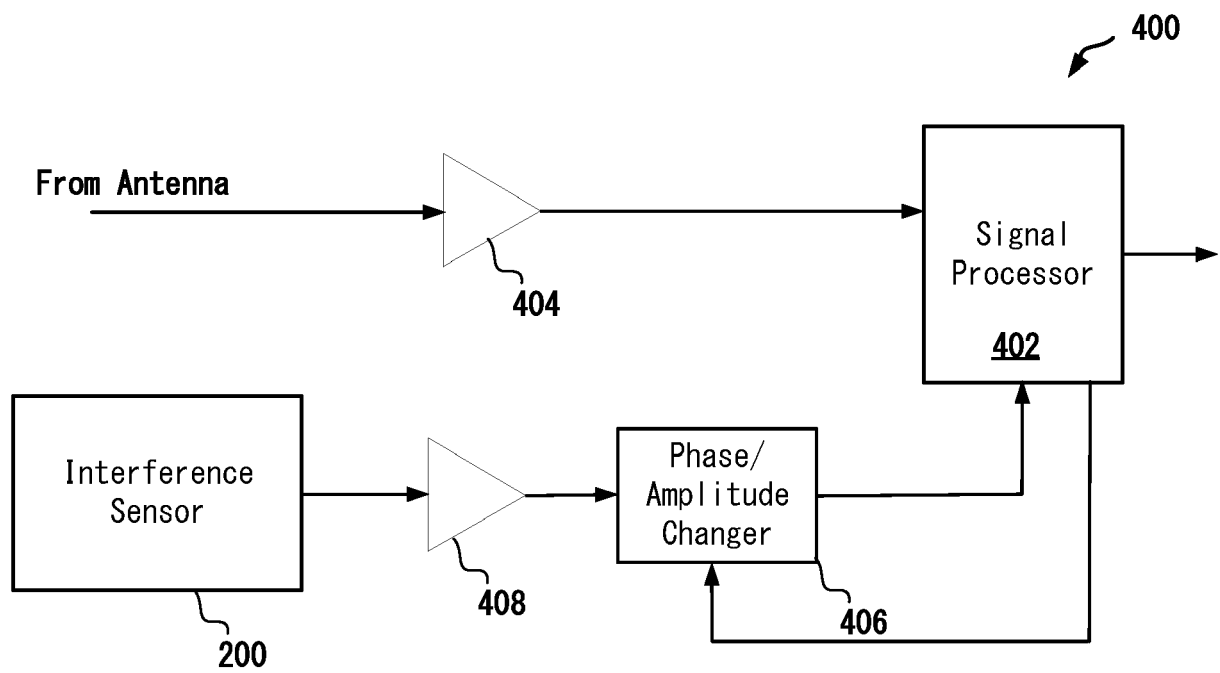 400
From Antenna
404
Signal
Processor
402
Interference
Sensor
200
408
Phase/
Amplitude
Changer
406